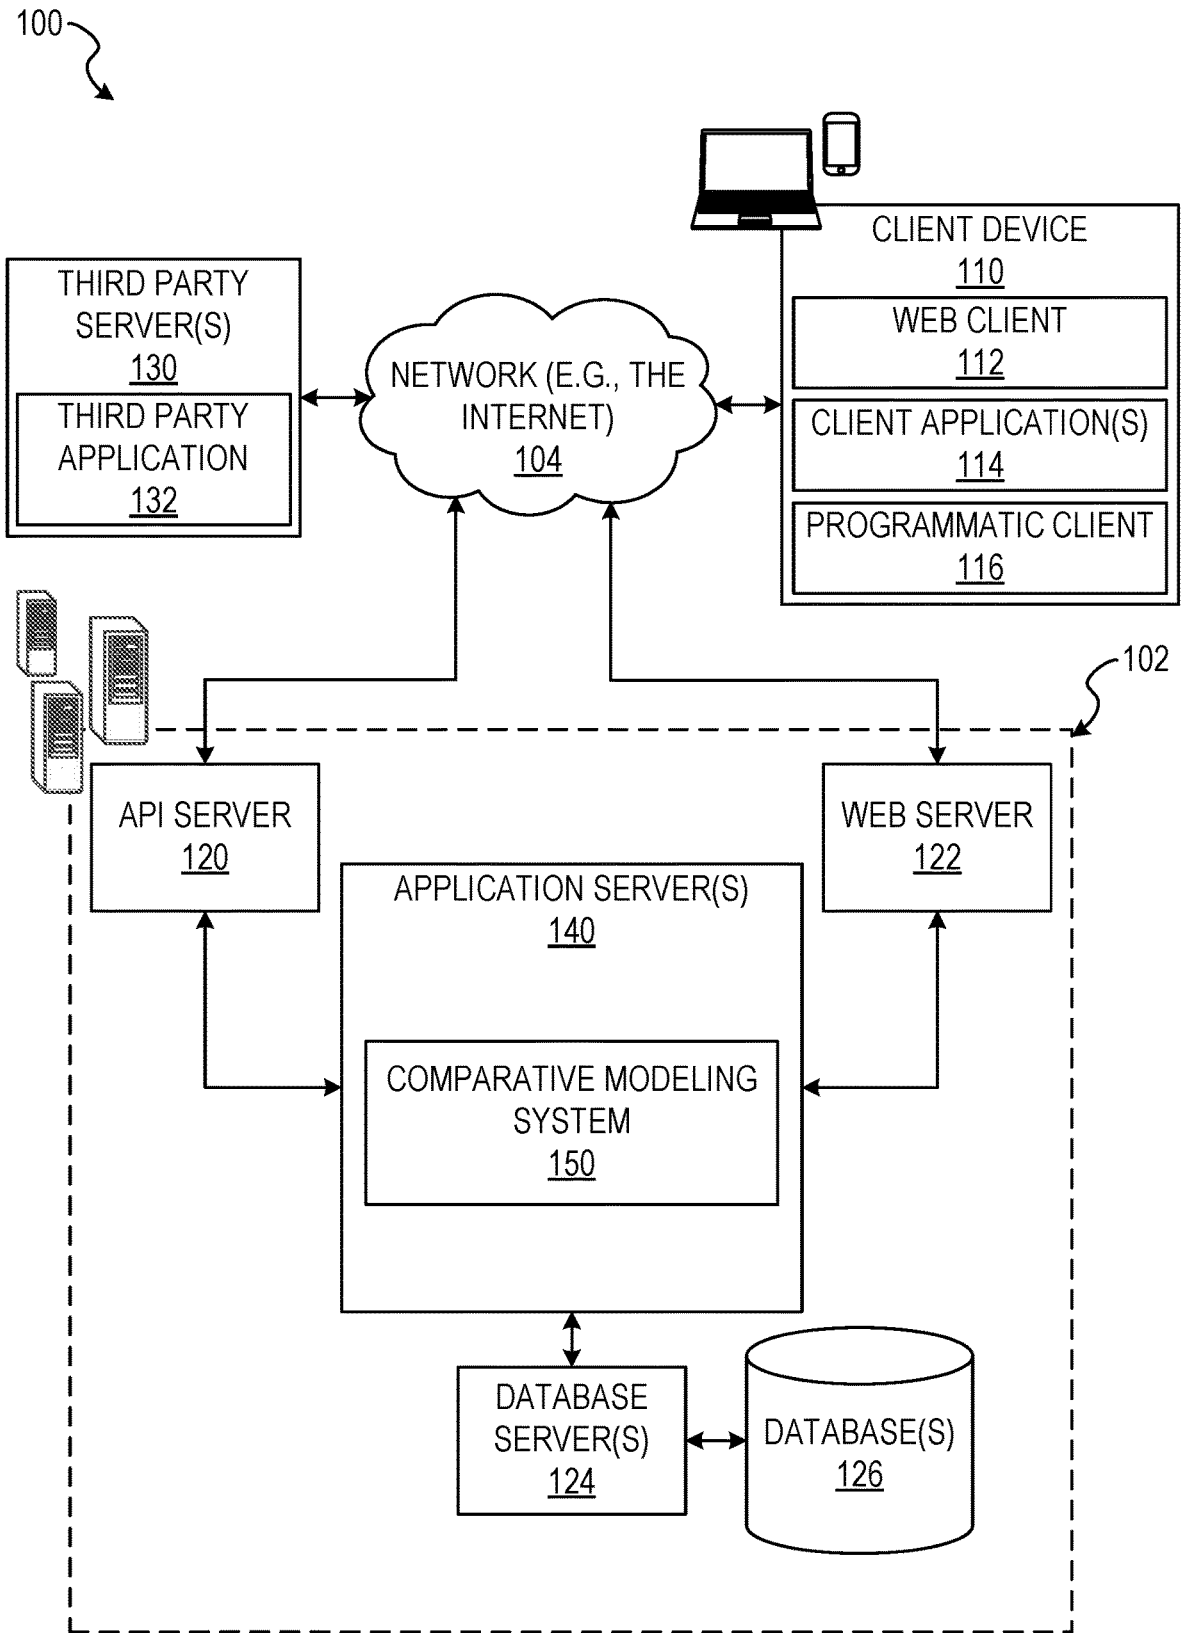 100
CLIENT DEVICE
110
WEB CLIENT
112
CLIENT APPLICATION(S)
114
PROGRAMMATIC CLIENT
116
THIRD PARTY
SERVER(S)
130
THIRD PARTY
APPLICATION
132
NETWORK (E.G., THE
INTERNET)
104
102
API SERVER
120
WEB SERVER
122
APPLICATION SERVER(S)
140
COMPARATIVE MODELING
SYSTEM
150
DATABASE
SERVER(S)
124
DATABASE(S)
126